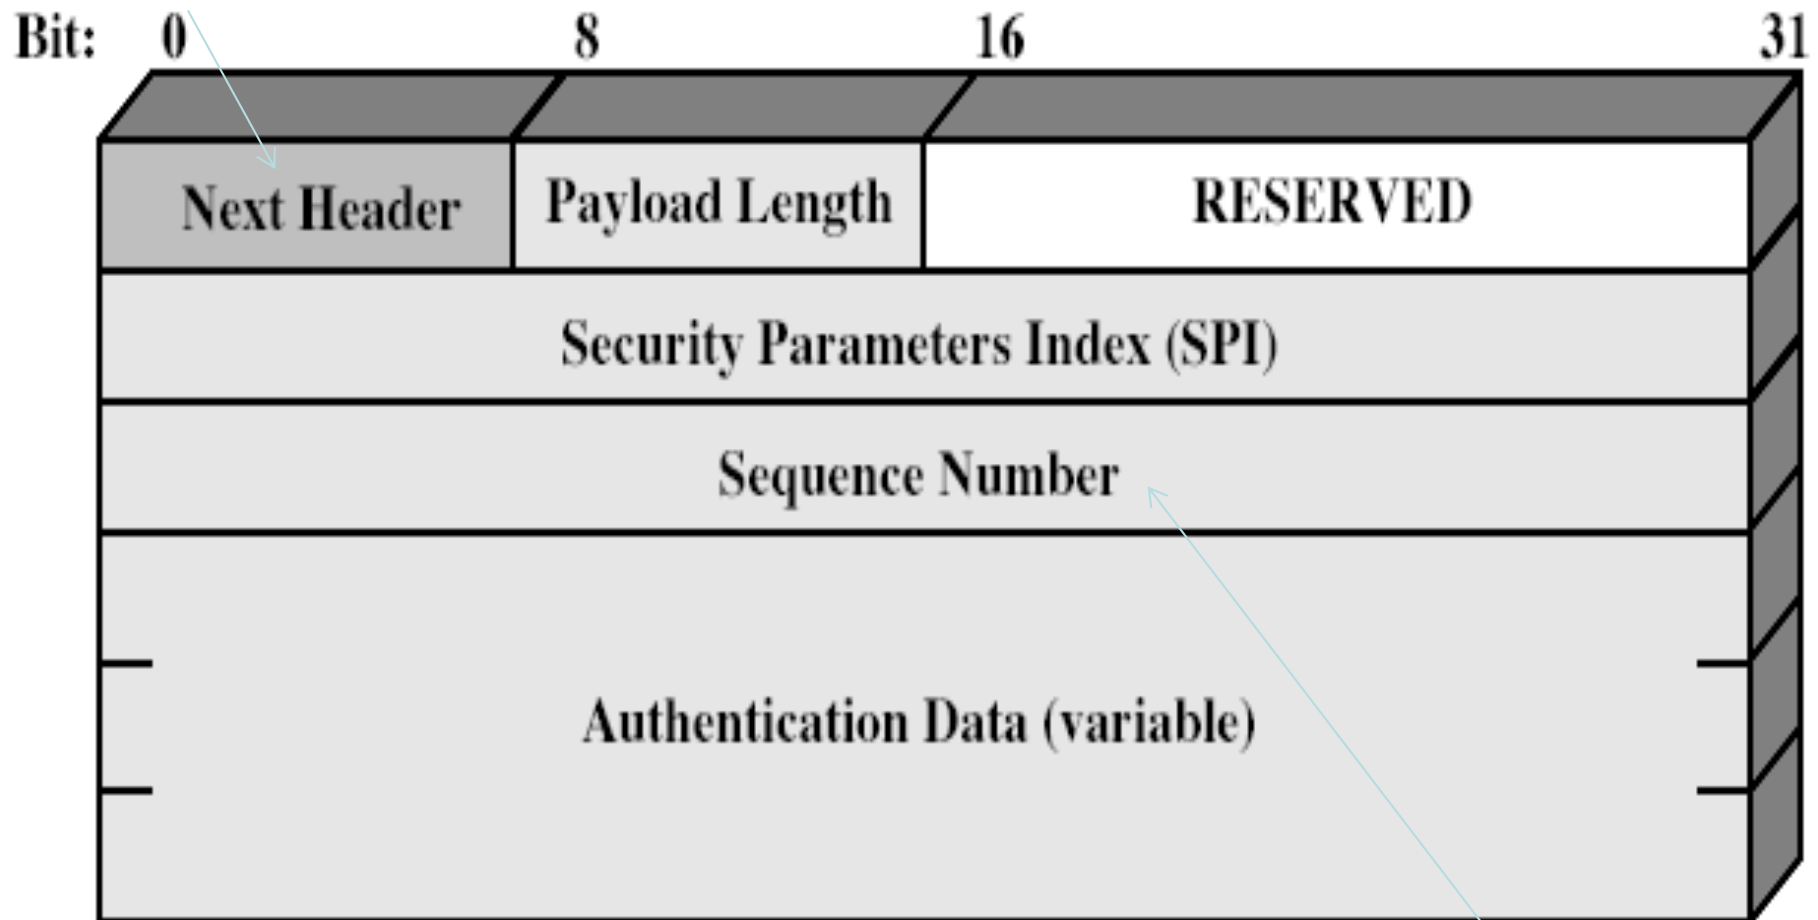 Bit: 0 8 16 31
Next Header Payload Length RESERVED
Security Parameters Index (SPI)
Sequence Number
Authentication Data (variable)